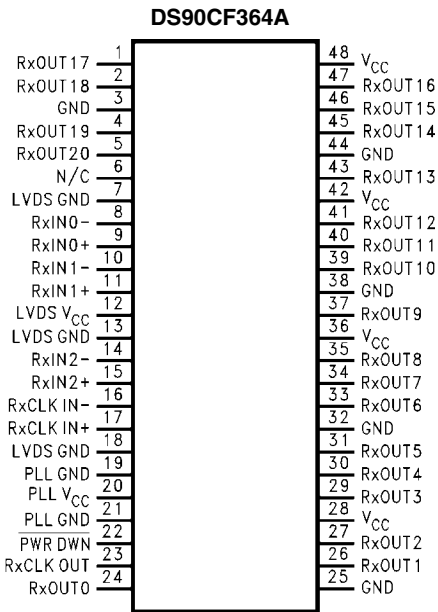 DS90CF364A
RxOUT17 1
RxOUT18 2
GND 3
RxOUT19 4
RxOUT20 5
N/C 6
LVDS GND 7
RxIN0- 8
RxIN0+ 9
RxIN1- 10
RxIN1+ 11
LVDS VCC 12
LVDS GND 13
RxIN2- 14
RxIN2+ 15
RxCLK IN- 16
RxCLK IN+ 17
LVDS GND 18
PLL GND 19
PLL VCC 20
PLL GND 21
PWR DWN 22
RxCLK OUT 23
RxOUT0 24
48 VCC
47 RxOUT16
46 RxOUT15
45 RxOUT14
44 GND
43 RxOUT13
42 VCC
41 RxOUT12
40 RxOUT11
39 RxOUT10
38 GND
37 RxOUT9
36 VCC
35 RxOUT8
34 RxOUT7
33 RxOUT6
32 GND
31 RxOUT5
30 RxOUT4
29 RxOUT3
28 VCC
27 RxOUT2
26 RxOUT1
25 GND